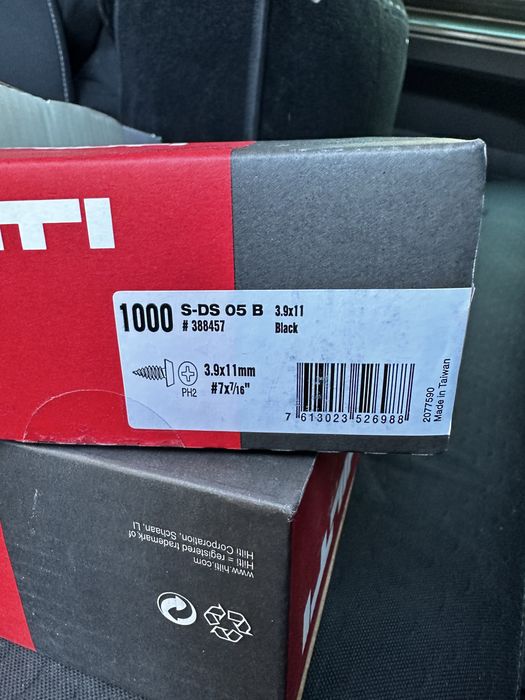 HILTI
1000 S-DS 05 B 3.9x11
# 388457 Black
3.9x11mm
#7x7/16"
PH2
7 613023 526988
2077590
Made in Taiwan
Hilti = registered trademark of
Hilti Corporation, Schaan, LI
www.hilti.com